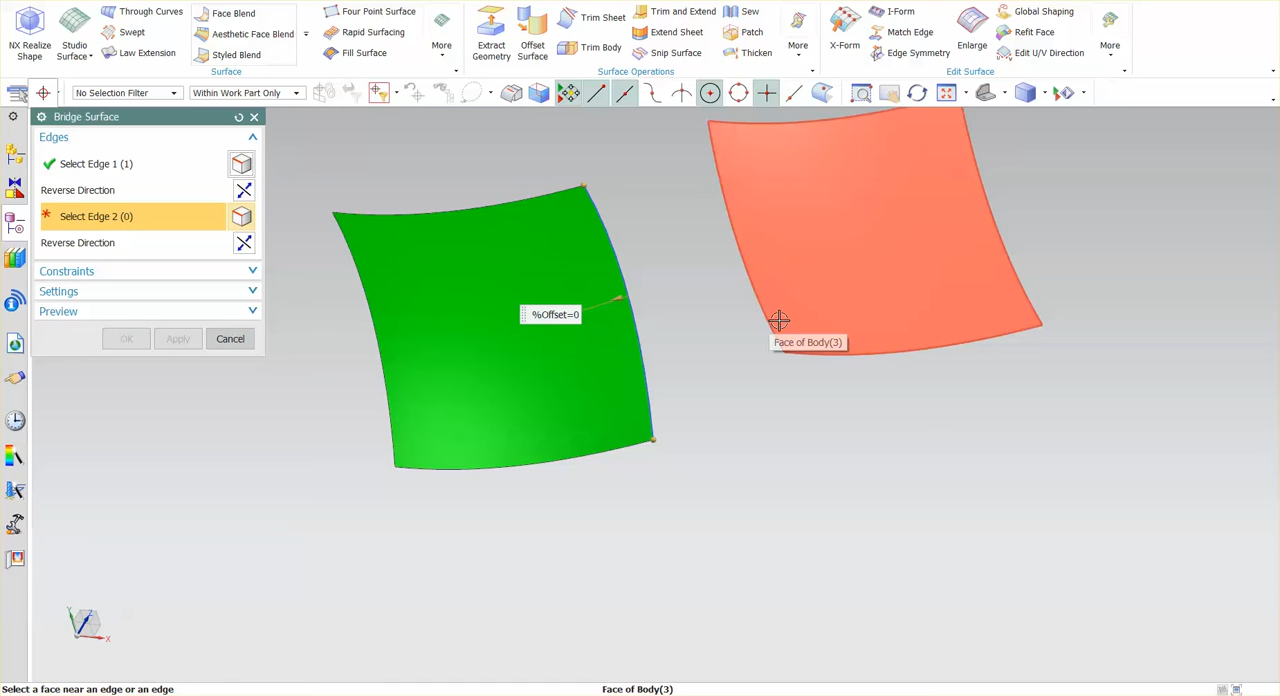 NX Realize Shape
Studio Surface
Through Curves
Swept
Law Extension
Face Blend
Aesthetic Face Blend
Styled Blend
Four Point Surface
Rapid Surfacing
Fill Surface
More
Surface
Extract Geometry
Offset Surface
Trim Sheet
Trim Body
Trim and Extend
Extend Sheet
Snip Surface
Sew
Patch
Thicken
More
Surface Operations
X-Form
I-Form
Match Edge
Edge Symmetry
Enlarge
Global Shaping
Refit Face
Edit U/V Direction
More
Edit Surface
No Selection Filter
Within Work Part Only
Bridge Surface
Edges
Select Edge 1 (1)
Reverse Direction
Select Edge 2 (0)
Reverse Direction
Constraints
Settings
Preview
OK
Apply
Cancel
%Offset=0
Face of Body(3)
Y
Z
X
Select a face near an edge or an edge
Face of Body(3)